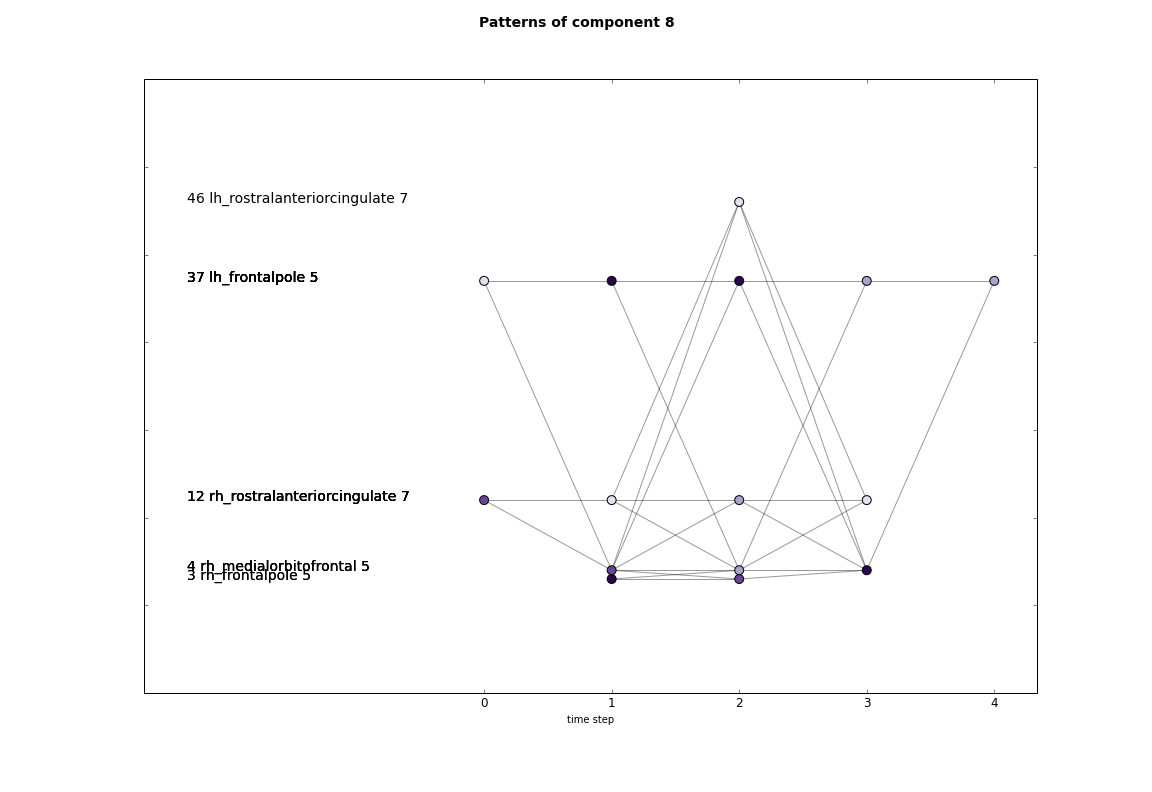 Patterns of component 8
46 lh_rostralanteriorcingulate 7
37 lh_frontalpole 5
12 rh_rostralanteriorcingulate 7
4 rh_medialorbitofrontal 5
3 rh_frontalpole 5
0 1 2 3 4
time step